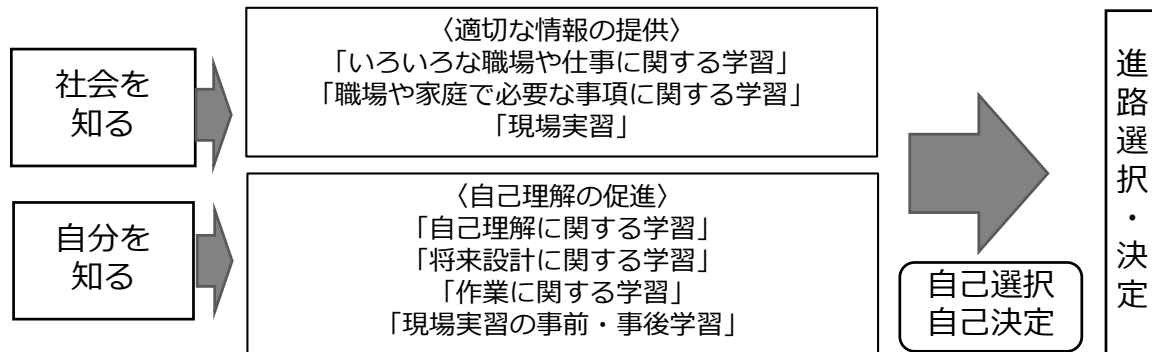 社会を
知る
〈適切な情報の提供〉
「いろいろな職場や仕事に関する学習」
「職場や家庭で必要な事項に関する学習」
「現場実習」
自分を
知る
〈自己理解の促進〉
「自己理解に関する学習」
「将来設計に関する学習」
「作業に関する学習」
「現場実習の事前・事後学習」
自己選択
自己決定
進路選択・決定